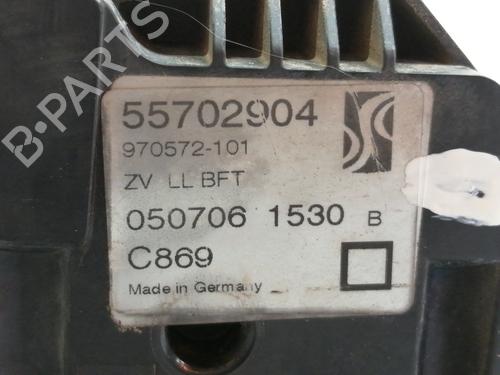 B-PARTS
55702904
970572-101
ZV LL BFT
050706 1530 B
C869
Made in Germany